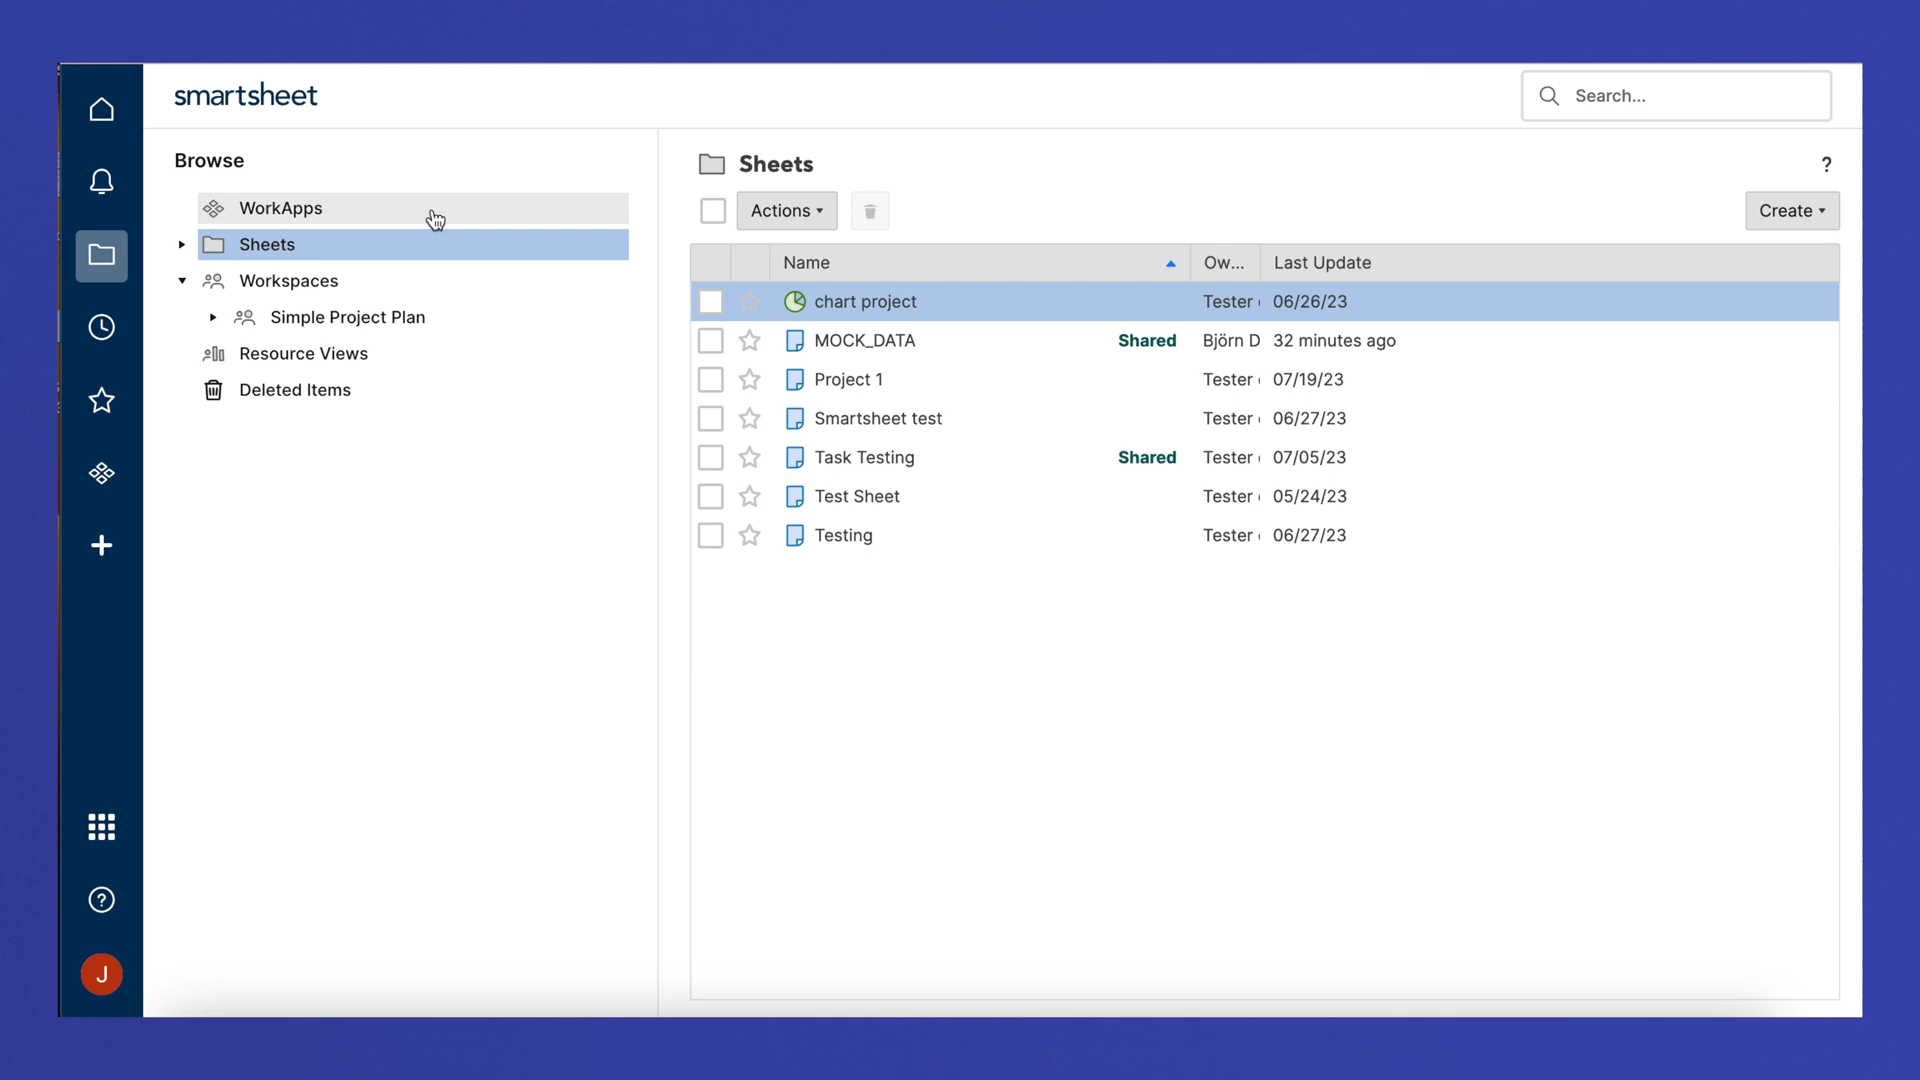 smartsheet
Search...
Browse
WorkApps
Sheets
Workspaces
Simple Project Plan
Resource Views
Deleted Items
Sheets
?
Actions
Create
Name Ow... Last Update
chart project Tester 06/26/23
MOCK_DATA Shared Björn D 32 minutes ago
Project 1 Tester 07/19/23
Smartsheet test Tester 06/27/23
Task Testing Shared Tester 07/05/23
Test Sheet Tester 05/24/23
Testing Tester 06/27/23
?
J